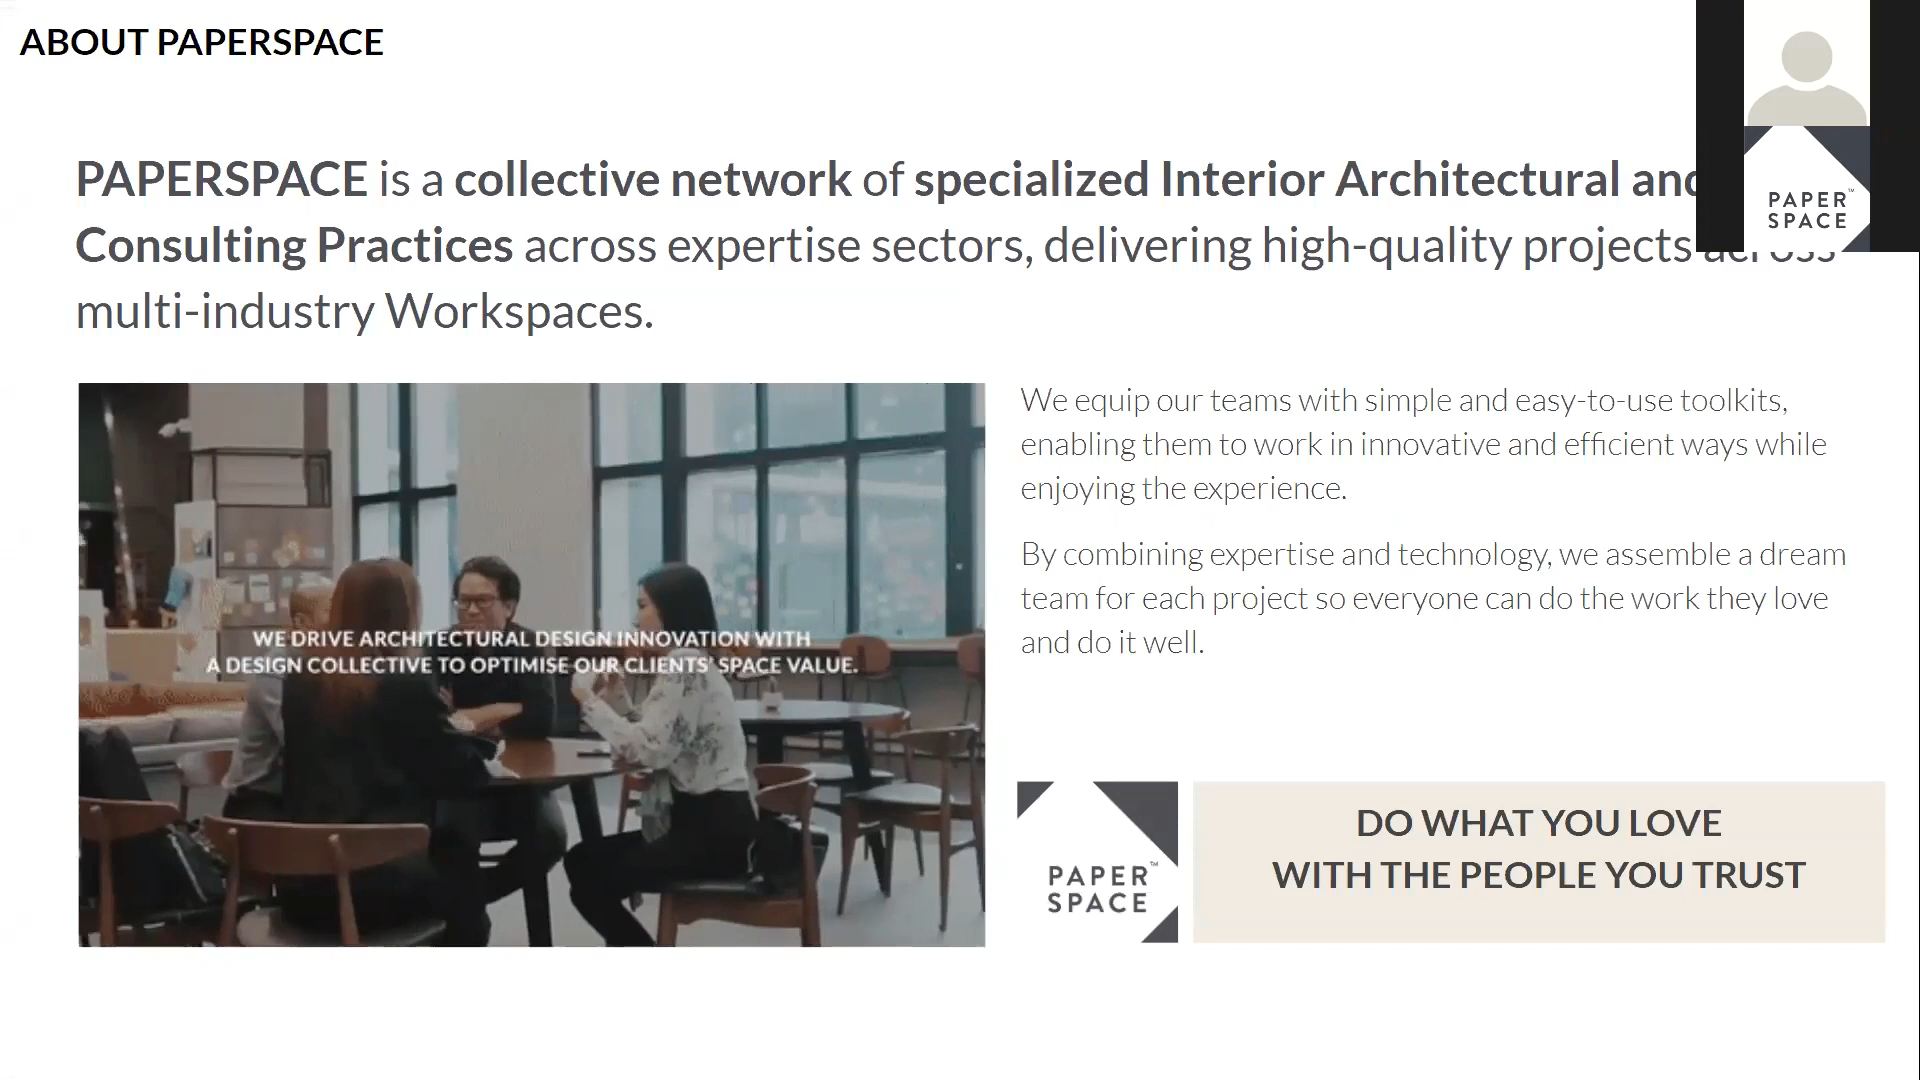 ABOUT PAPERSPACE
PAPERSPACE is a collective network of specialized Interior Architectural and
Consulting Practices across expertise sectors, delivering high-quality projects across
multi-industry Workspaces.
PAPER™
SPACE
We equip our teams with simple and easy-to-use toolkits,
enabling them to work in innovative and efficient ways while
enjoying the experience.
By combining expertise and technology, we assemble a dream
team for each project so everyone can do the work they love
and do it well.
WE DRIVE ARCHITECTURAL DESIGN INNOVATION WITH
A DESIGN COLLECTIVE TO OPTIMISE OUR CLIENTS' SPACE VALUE.
PAPER™
SPACE
DO WHAT YOU LOVE
WITH THE PEOPLE YOU TRUST